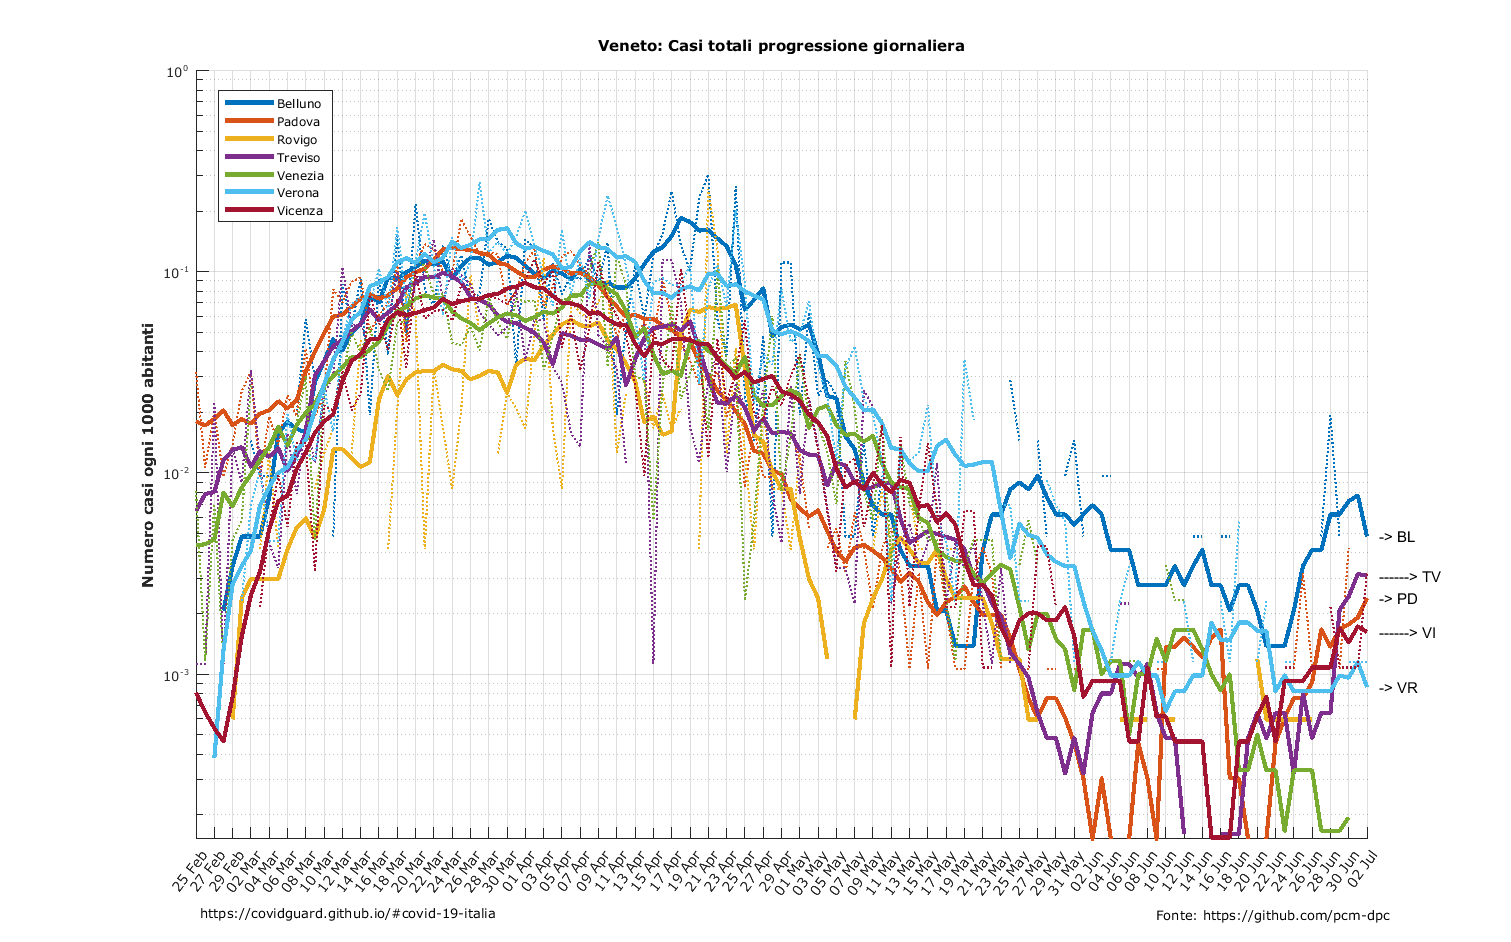 Veneto: Casi totali progressione giornaliera
10^0
10^-1
10^-2
10^-3
Numero casi ogni 1000 abitanti
Belluno
Padova
Rovigo
Treviso
Venezia
Verona
Vicenza
-> BL
------> TV
-> PD
------> VI
-> VR
25 Feb
27 Feb
29 Feb
02 Mar
04 Mar
06 Mar
08 Mar
10 Mar
12 Mar
14 Mar
16 Mar
18 Mar
20 Mar
22 Mar
24 Mar
26 Mar
28 Mar
30 Mar
01 Apr
03 Apr
05 Apr
07 Apr
09 Apr
11 Apr
13 Apr
15 Apr
17 Apr
19 Apr
21 Apr
23 Apr
25 Apr
27 Apr
29 Apr
01 May
03 May
05 May
07 May
09 May
11 May
13 May
15 May
17 May
19 May
21 May
23 May
25 May
27 May
29 May
31 May
02 Jun
04 Jun
06 Jun
08 Jun
10 Jun
12 Jun
14 Jun
16 Jun
18 Jun
20 Jun
22 Jun
24 Jun
26 Jun
28 Jun
30 Jun
02 Jul
https://covidguard.github.io/#covid-19-italia
Fonte: https://github.com/pcm-dpc